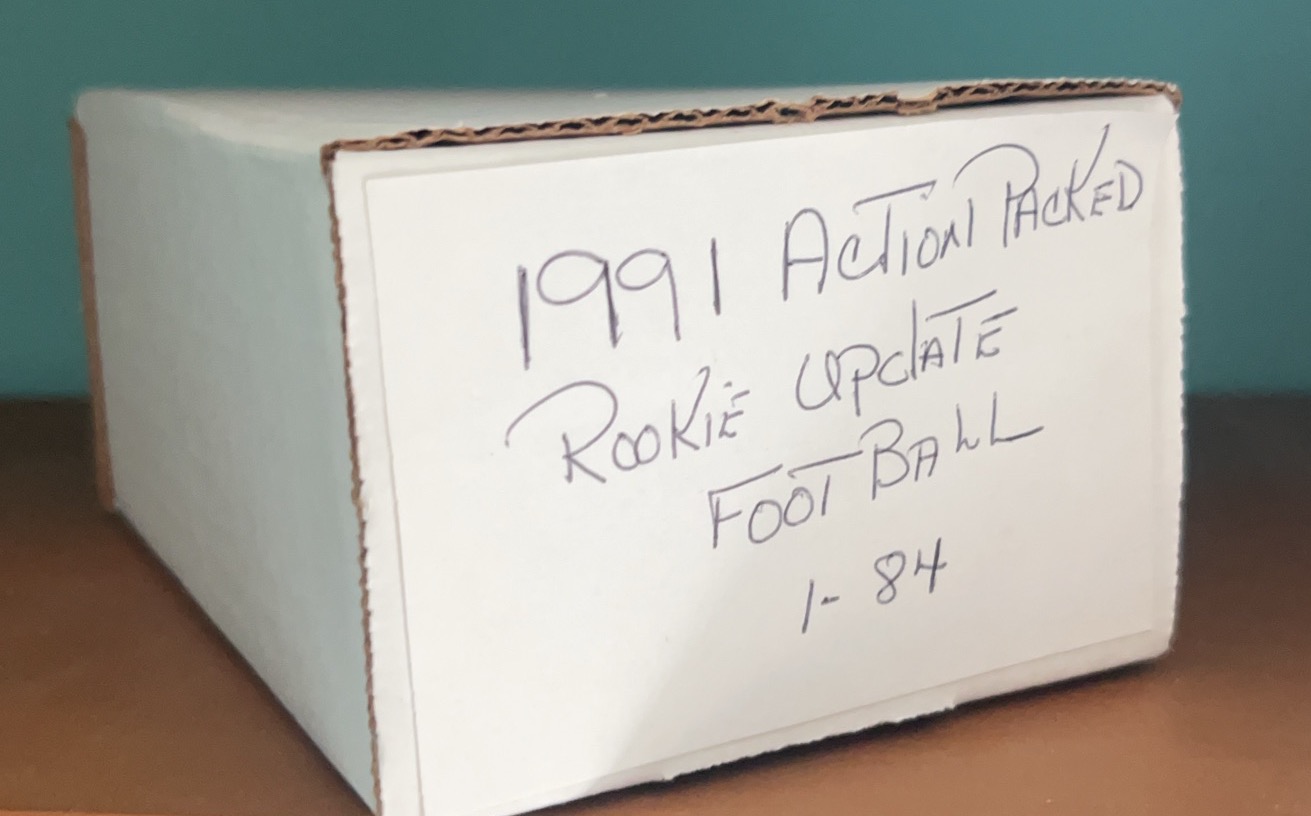 1991 ACTION PACKED
ROOKIE UPdATE
FOOTBALL
1-84